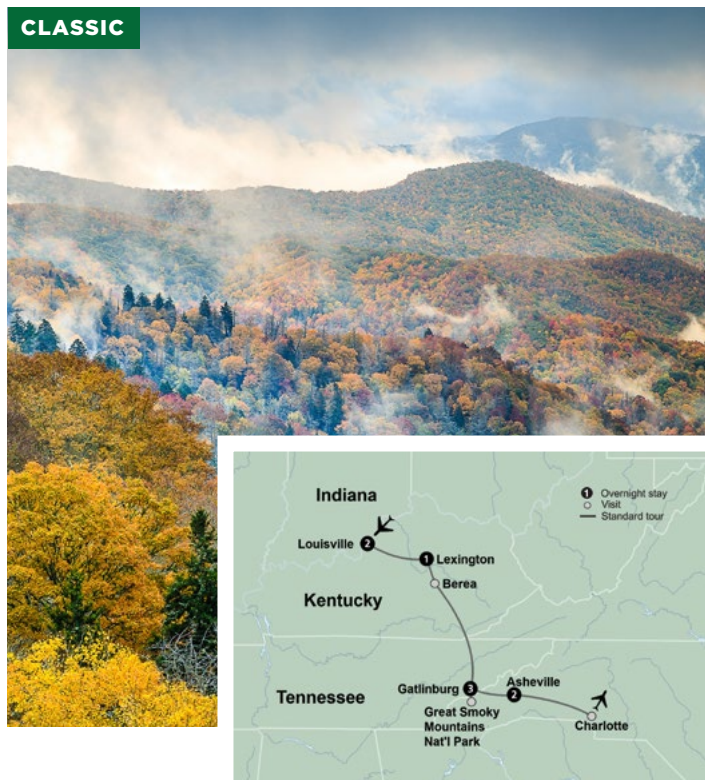 CLASSIC
Indiana
1 Overnight stay
Visit
Standard tour
Louisville 2
1 Lexington
Berea
Kentucky
Tennessee
Gatlinburg 3
Asheville
2
Great Smoky
Mountains
Nat'l Park
Charlotte